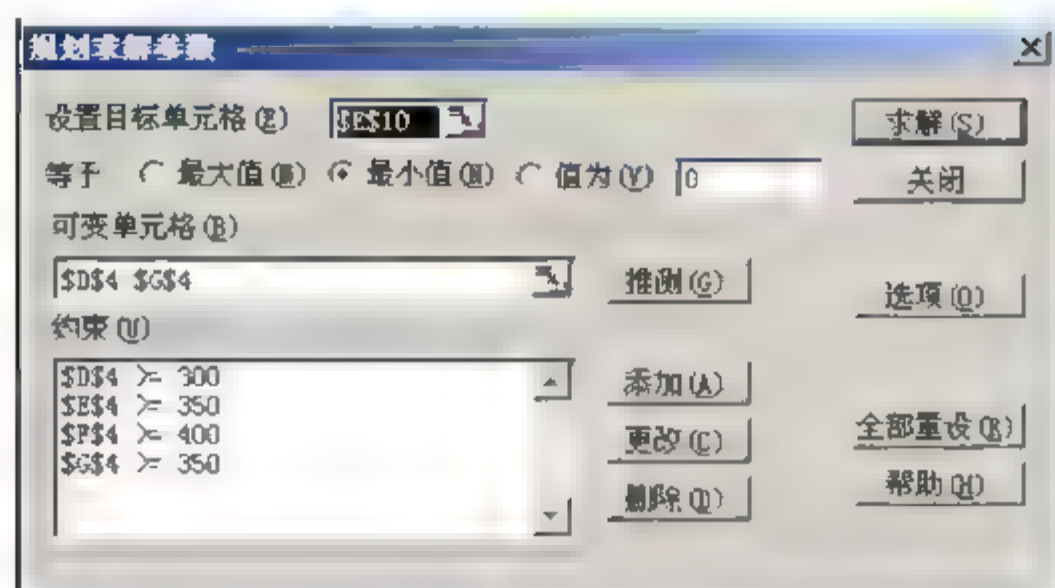 规划求解参数
设置目标单元格(E) $E$10 求解(S)
等于 最大值(M) 最小值(N) 值为(V) 0 关闭
可变单元格(B)
$D$4 $G$4 推测(G) 选项(O)
约束(U)
$D$4 >= 300 添加(A)
$E$4 >= 350
$F$4 >= 400 更改(C) 全部重设(R)
$G$4 >= 350
删除(D) 帮助(H)